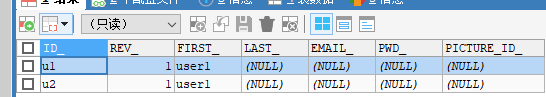 (只读)
ID_ REV_ FIRST_ LAST_ EMAIL_ PWD_ PICTURE_ID_
u1 1 user1 (NULL) (NULL) (NULL) (NULL)
u2 1 user1 (NULL) (NULL) (NULL) (NULL)